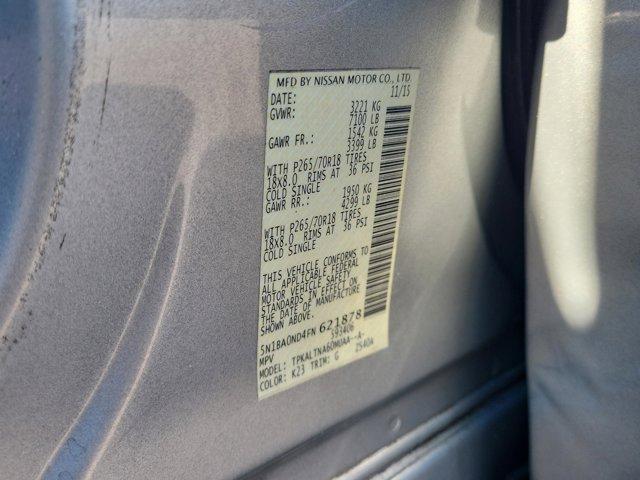 MFD BY NISSAN MOTOR CO., LTD.
DATE: 11/15
GVWR: 3221 KG
7100 LB
GAWR FR.: 1542 KG
3399 LB
WITH P265/70R18 TIRES
18X8.0 RIMS AT 36 PSI
COLD SINGLE
GAWR RR.: 1950 KG
4299 LB
WITH P265/70R18 TIRES
18X8.0 RIMS AT 36 PSI
COLD SINGLE
THIS VEHICLE CONFORMS TO
ALL APPLICABLE FEDERAL
MOTOR VEHICLE SAFETY
STANDARDS IN EFFECT ON
THE DATE OF MANUFACTURE
SHOWN ABOVE.
5N1BA0ND4FN 621878
MPV 593406
MODEL: TPKALTNA60MUAA--A-
COLOR: K23 TRIM: G 2540A